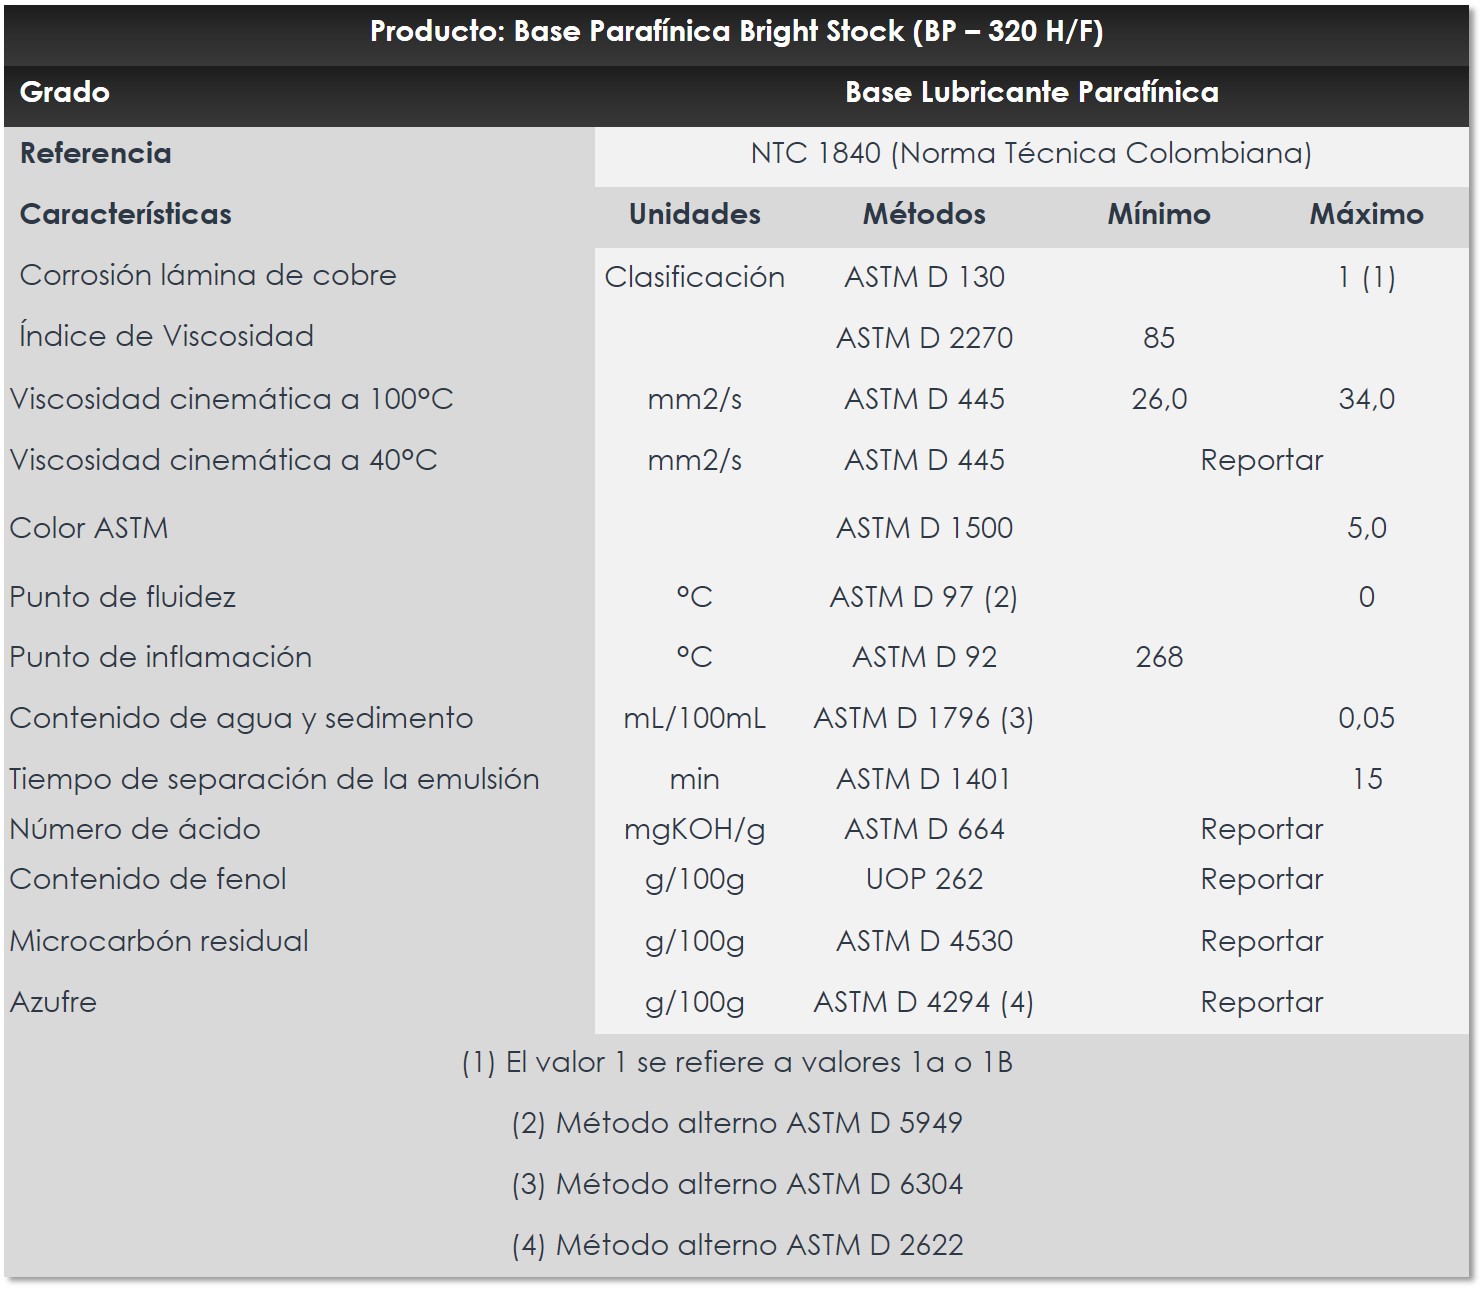 Producto: Base Parafínica Bright Stock (BP – 320 H/F)
Grado Base Lubricante Parafínica
Referencia NTC 1840 (Norma Técnica Colombiana)
Características Unidades Métodos Mínimo Máximo
Corrosión lámina de cobre Clasificación ASTM D 130 1 (1)
Índice de Viscosidad ASTM D 2270 85
Viscosidad cinemática a 100°C mm2/s ASTM D 445 26,0 34,0
Viscosidad cinemática a 40°C mm2/s ASTM D 445 Reportar
Color ASTM ASTM D 1500 5,0
Punto de fluidez °C ASTM D 97 (2) 0
Punto de inflamación °C ASTM D 92 268
Contenido de agua y sedimento mL/100mL ASTM D 1796 (3) 0,05
Tiempo de separación de la emulsión min ASTM D 1401 15
Número de ácido mgKOH/g ASTM D 664 Reportar
Contenido de fenol g/100g UOP 262 Reportar
Microcarbón residual g/100g ASTM D 4530 Reportar
Azufre g/100g ASTM D 4294 (4) Reportar
(1) El valor 1 se refiere a valores 1a o 1B
(2) Método alterno ASTM D 5949
(3) Método alterno ASTM D 6304
(4) Método alterno ASTM D 2622